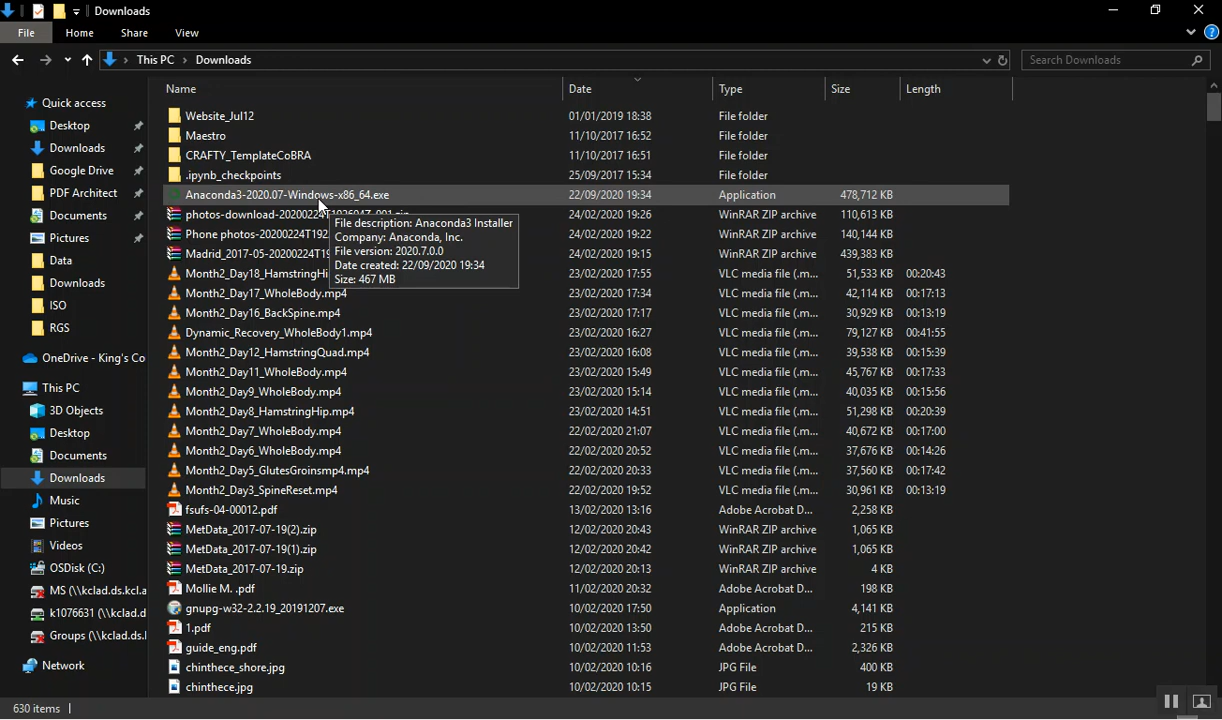 Downloads
File Home Share View
This PC Downloads Search Downloads
Name Date Type Size Length
Quick access
Desktop
Downloads
Google Drive
PDF Architect
Documents
Pictures
Data
Downloads
ISO
RGS
OneDrive - King's Co
This PC
3D Objects
Desktop
Documents
Downloads
Music
Pictures
Videos
OSDisk (C:)
MS (\\kclad.ds.kcl.a
k1076631 (\\kclad.d
Groups (\\kclad.ds.l
Network
Website_Jul12 01/01/2019 18:38 File folder
Maestro 11/10/2017 16:52 File folder
CRAFTY_TemplateCoBRA 11/10/2017 16:51 File folder
.ipynb_checkpoints 25/09/2017 15:34 File folder
Anaconda3-2020.07-Windows-x86_64.exe 22/09/2020 19:34 Application 478,712 KB
photos-download-20200224T1926047-001.zip 24/02/2020 19:26 WinRAR ZIP archive 110,613 KB
Phone photos-20200224T192 24/02/2020 19:22 WinRAR ZIP archive 140,144 KB
Madrid_2017-05-20200224T19 24/02/2020 19:15 WinRAR ZIP archive 439,383 KB
Month2_Day18_HamstringHi 23/02/2020 17:55 VLC media file (.m... 51,533 KB 00:20:43
Month2_Day17_WholeBody.mp4 23/02/2020 17:34 VLC media file (.m... 42,114 KB 00:17:13
Month2_Day16_BackSpine.mp4 23/02/2020 17:17 VLC media file (.m... 30,929 KB 00:13:19
Dynamic_Recovery_WholeBody1.mp4 23/02/2020 16:27 VLC media file (.m... 79,127 KB 00:41:55
Month2_Day12_HamstringQuad.mp4 23/02/2020 16:08 VLC media file (.m... 39,538 KB 00:15:39
Month2_Day11_WholeBody.mp4 23/02/2020 15:49 VLC media file (.m... 45,767 KB 00:17:33
Month2_Day9_WholeBody.mp4 23/02/2020 15:14 VLC media file (.m... 40,035 KB 00:15:56
Month2_Day8_HamstringHip.mp4 23/02/2020 14:51 VLC media file (.m... 51,298 KB 00:20:39
Month2_Day7_WholeBody.mp4 22/02/2020 21:07 VLC media file (.m... 40,672 KB 00:17:00
Month2_Day6_WholeBody.mp4 22/02/2020 20:52 VLC media file (.m... 37,676 KB 00:14:26
Month2_Day5_GlutesGroinsmp4.mp4 22/02/2020 20:33 VLC media file (.m... 37,560 KB 00:17:42
Month2_Day3_SpineReset.mp4 22/02/2020 19:52 VLC media file (.m... 30,961 KB 00:13:19
fsufs-04-00012.pdf 13/02/2020 13:16 Adobe Acrobat D... 2,258 KB
MetData_2017-07-19(2).zip 12/02/2020 20:43 WinRAR ZIP archive 1,065 KB
MetData_2017-07-19(1).zip 12/02/2020 20:42 WinRAR ZIP archive 1,065 KB
MetData_2017-07-19.zip 12/02/2020 20:13 WinRAR ZIP archive 4 KB
Mollie M. .pdf 11/02/2020 20:32 Adobe Acrobat D... 198 KB
gnupg-w32-2.2.19_20191207.exe 10/02/2020 17:50 Application 4,141 KB
1.pdf 10/02/2020 13:50 Adobe Acrobat D... 215 KB
guide_eng.pdf 10/02/2020 11:53 Adobe Acrobat D... 2,326 KB
chinthece_shore.jpg 10/02/2020 10:16 JPG File 400 KB
chinthece.jpg 10/02/2020 10:15 JPG File 19 KB
File description: Anaconda3 Installer
Company: Anaconda, Inc.
File version: 2020.7.0.0
Date created: 22/09/2020 19:34
Size: 467 MB
630 items